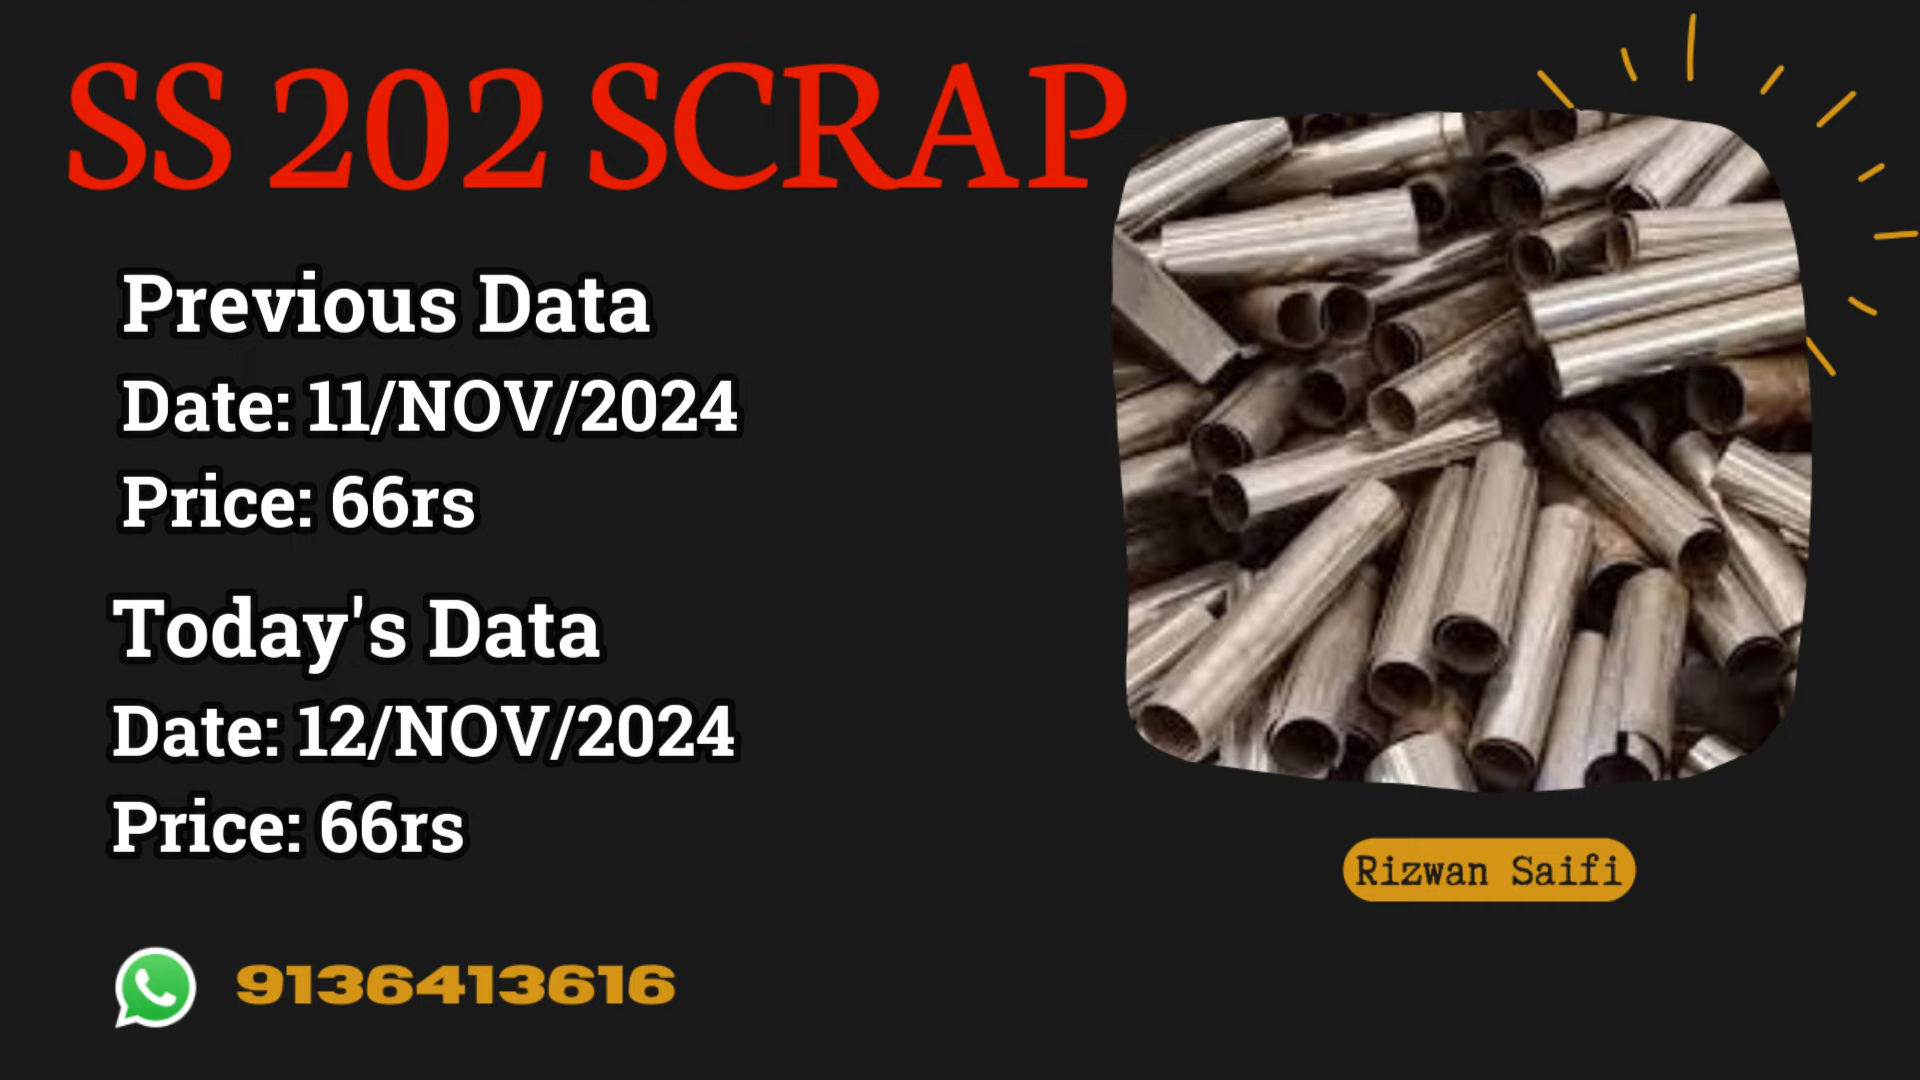 SS 202 SCRAP
Previous Data
Date: 11/NOV/2024
Price: 66rs
Today's Data
Date: 12/NOV/2024
Price: 66rs
Rizwan Saifi
9136413616